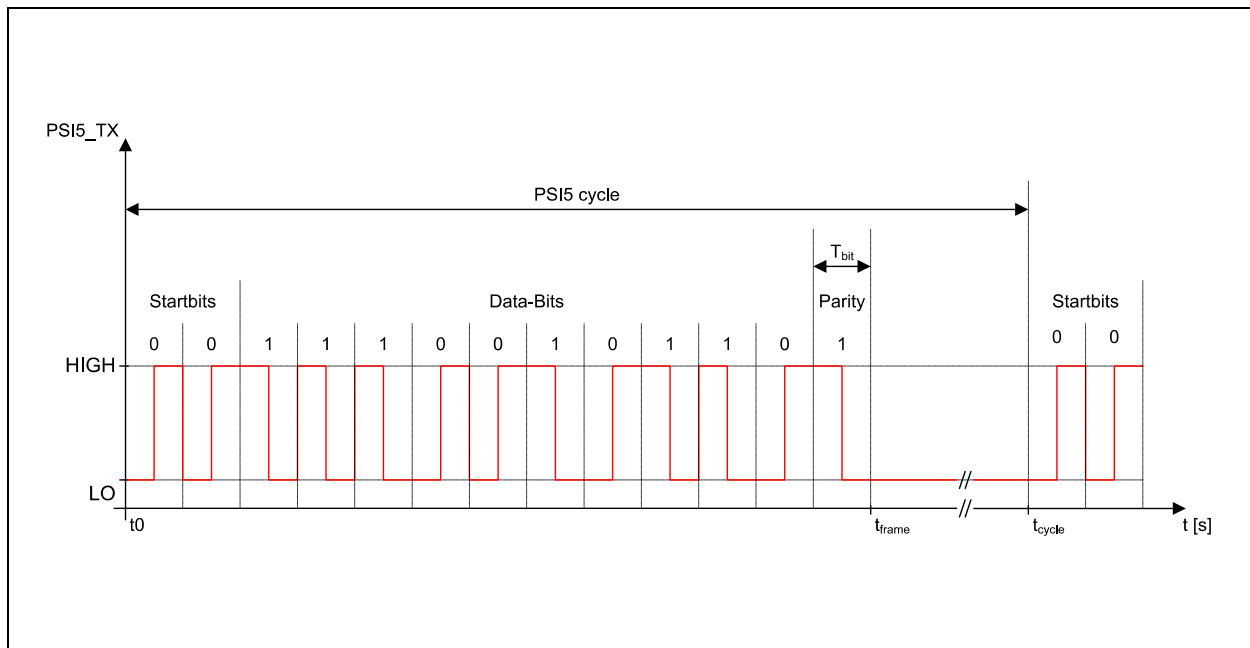 PSI5_TX
PSI5 cycle
T_bit
Startbits Data-Bits Parity Startbits
0 0 1 1 1 0 0 1 0 1 1 0 1 0 0
HIGH
LO
t0 t_frame t_cycle t [s]